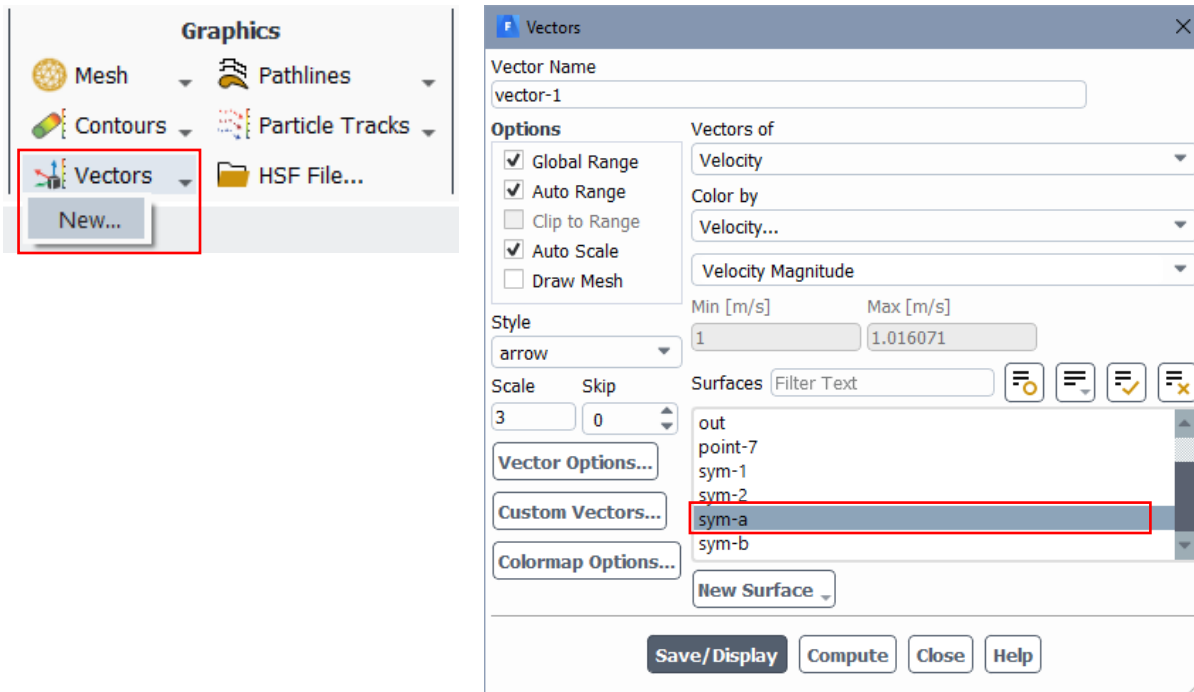 Graphics
Mesh
Pathlines
Contours
Particle Tracks
Vectors
HSF File...
New...
F Vectors
Vector Name
vector-1
Options
Global Range
Auto Range
Clip to Range
Auto Scale
Draw Mesh
Style
arrow
Scale Skip
3 0
Vector Options...
Custom Vectors...
Colormap Options...
Vectors of
Velocity
Color by
Velocity...
Velocity Magnitude
Min [m/s] Max [m/s]
1 1.016071
Surfaces Filter Text
out
point-7
sym-1
sym-2
sym-a
sym-b
New Surface
Save/Display Compute Close Help